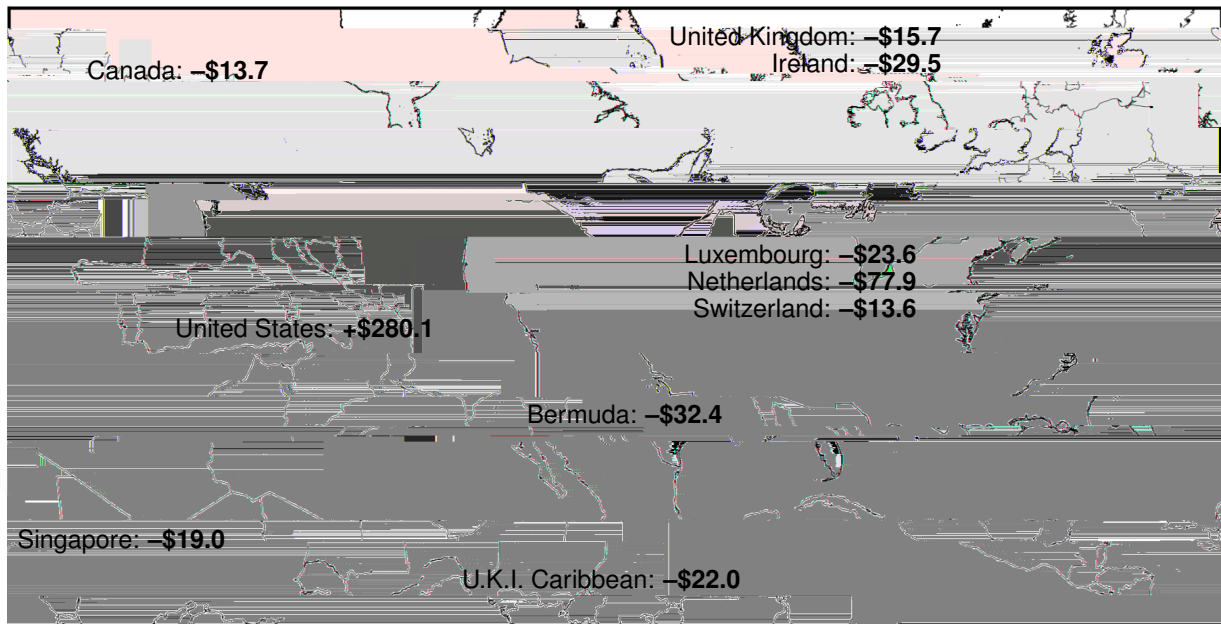 United Kingdom: –$15.7
Ireland: –$29.5
Canada: –$13.7
Luxembourg: –$23.6
Netherlands: –$77.9
Switzerland: –$13.6
United States: +$280.1
Bermuda: –$32.4
Singapore: –$19.0
U.K.I. Caribbean: –$22.0